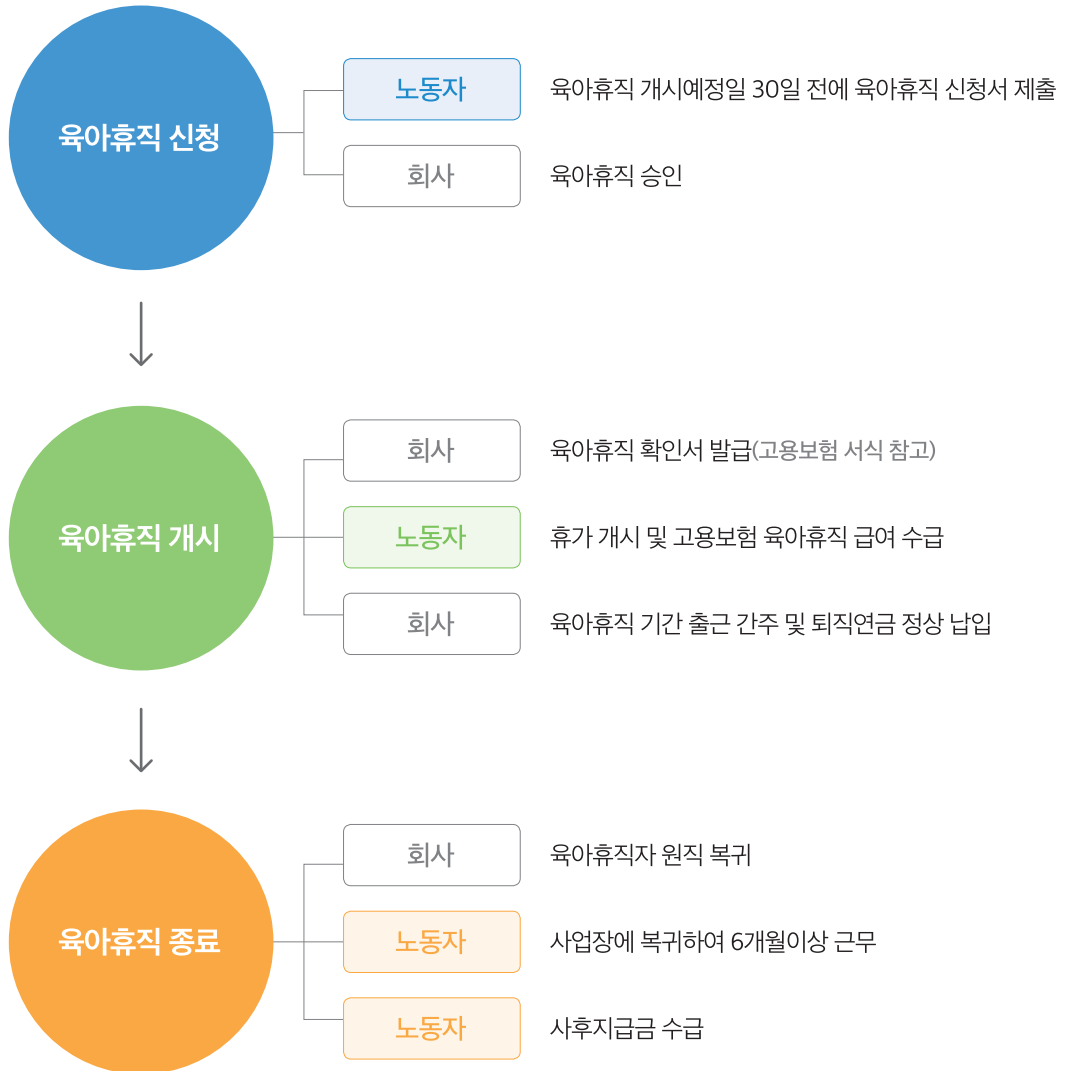 육아휴직 신청
노동자
육아휴직 개시예정일 30일 전에 육아휴직 신청서 제출
회사
육아휴직 승인
육아휴직 개시
회사
육아휴직 확인서 발급(고용보험 서식 참고)
노동자
휴가 개시 및 고용보험 육아휴직 급여 수급
회사
육아휴직 기간 출근 간주 및 퇴직연금 정상 납입
육아휴직 종료
회사
육아휴직자 원직 복귀
노동자
사업장에 복귀하여 6개월이상 근무
노동자
사후지급금 수급